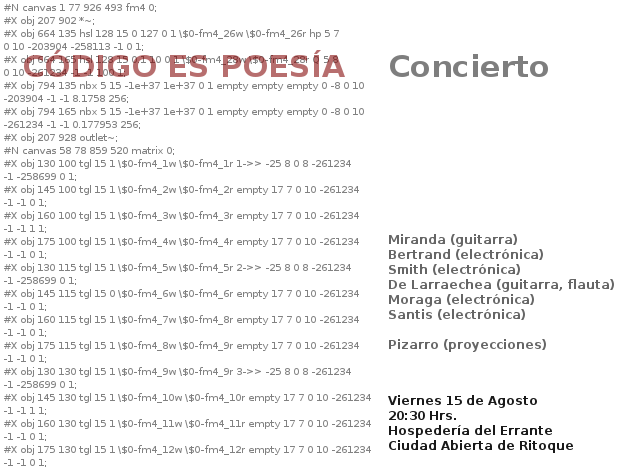 #N canvas 1 77 926 493 fm4 0;
#X obj 207 902 *~;
#X obj 664 135 hsl 128 15 0 127 0 1 \$0-fm4_26w \$0-fm4_26r hp 5 7
0 10 -203904 -258113 -1 0 1;
#X obj 664 165 hsl 128 15 0.1 10 0 1 \$0-fm4_28w \$0-fm4_28r Q 5 8
0 10 -261234 -1 -1 100 1;
CÓDIGO ES POESÍA
Concierto
#X obj 794 135 nbx 5 15 -1e+37 1e+37 0 1 empty empty empty 0 -8 0 10
-203904 -1 -1 8.1758 256;
#X obj 794 165 nbx 5 15 -1e+37 1e+37 0 1 empty empty empty 0 -8 0 10
-261234 -1 -1 0.177953 256;
#X obj 207 928 outlet~;
#N canvas 58 78 859 520 matrix 0;
#X obj 130 100 tgl 15 1 \$0-fm4_1w \$0-fm4_1r 1->> -25 8 0 8 -261234
-1 -258699 0 1;
#X obj 145 100 tgl 15 1 \$0-fm4_2w \$0-fm4_2r empty 17 7 0 10 -261234
-1 -1 0 1;
#X obj 160 100 tgl 15 1 \$0-fm4_3w \$0-fm4_3r empty 17 7 0 10 -261234
-1 -1 1 1;
#X obj 175 100 tgl 15 1 \$0-fm4_4w \$0-fm4_4r empty 17 7 0 10 -261234
-1 -1 0 1;
#X obj 130 115 tgl 15 1 \$0-fm4_5w \$0-fm4_5r 2->> -25 8 0 8 -261234
-1 -258699 0 1;
#X obj 145 115 tgl 15 0 \$0-fm4_6w \$0-fm4_6r empty 17 7 0 10 -261234
-1 -1 0 1;
#X obj 160 115 tgl 15 1 \$0-fm4_7w \$0-fm4_8r empty 17 7 0 10 -261234
-1 -1 0 1;
#X obj 175 115 tgl 15 1 \$0-fm4_8w \$0-fm4_9r empty 17 7 0 10 -261234
-1 -1 0 1;
#X obj 130 130 tgl 15 1 \$0-fm4_9w \$0-fm4_9r 3->> -25 8 0 8 -261234
-1 -258699 0 1;
#X obj 145 130 tgl 15 1 \$0-fm4_10w \$0-fm4_10r empty 17 7 0 10 -261234
-1 -1 1 1;
#X obj 160 130 tgl 15 1 \$0-fm4_11w \$0-fm4_11r empty 17 7 0 10 -261234
-1 -1 0 1;
#X obj 175 130 tgl 15 1 \$0-fm4_12w \$0-fm4_12r empty 17 7 0 10 -261234
-1 -1 0 1;
Miranda (guitarra)
Bertrand (electrónica)
Smith (electrónica)
De Larraechea (guitarra, flauta)
Moraga (electrónica)
Santis (electrónica)
Pizarro (proyecciones)
Viernes 15 de Agosto
20:30 Hrs.
Hospedería del Errante
Ciudad Abierta de Ritoque